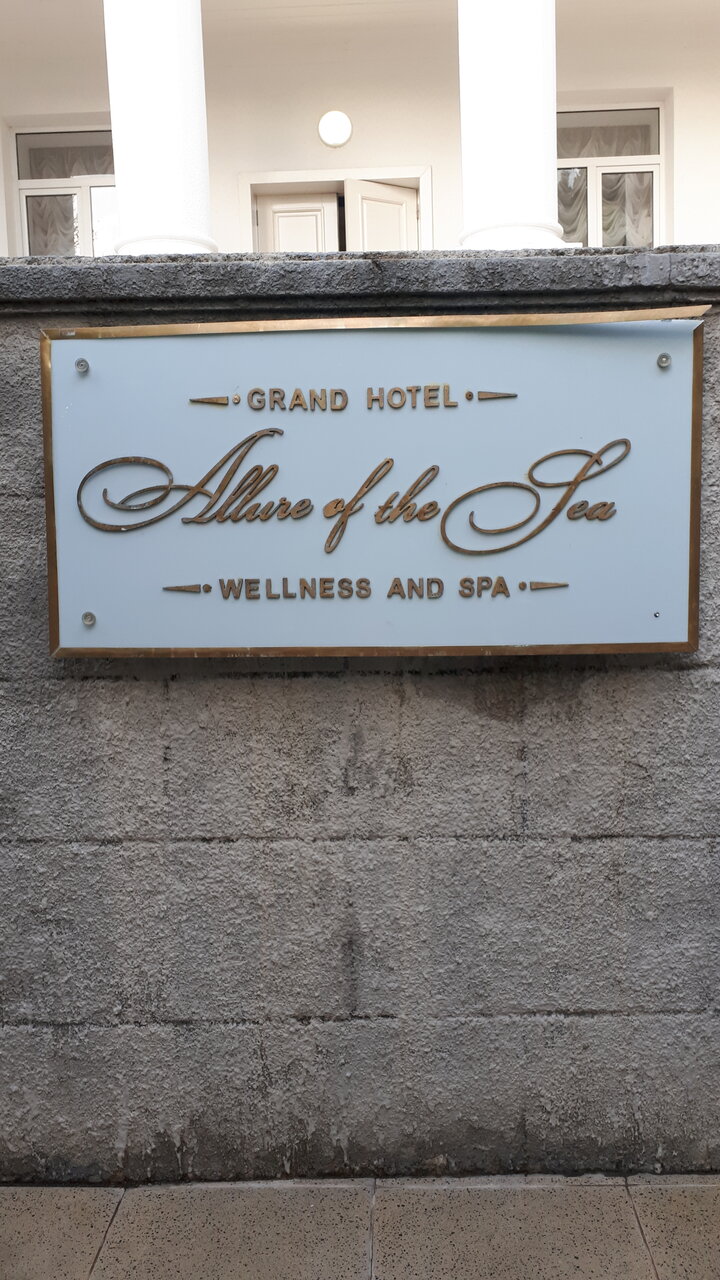 GRAND HOTEL
Allure of the Sea
WELLNESS AND SPA